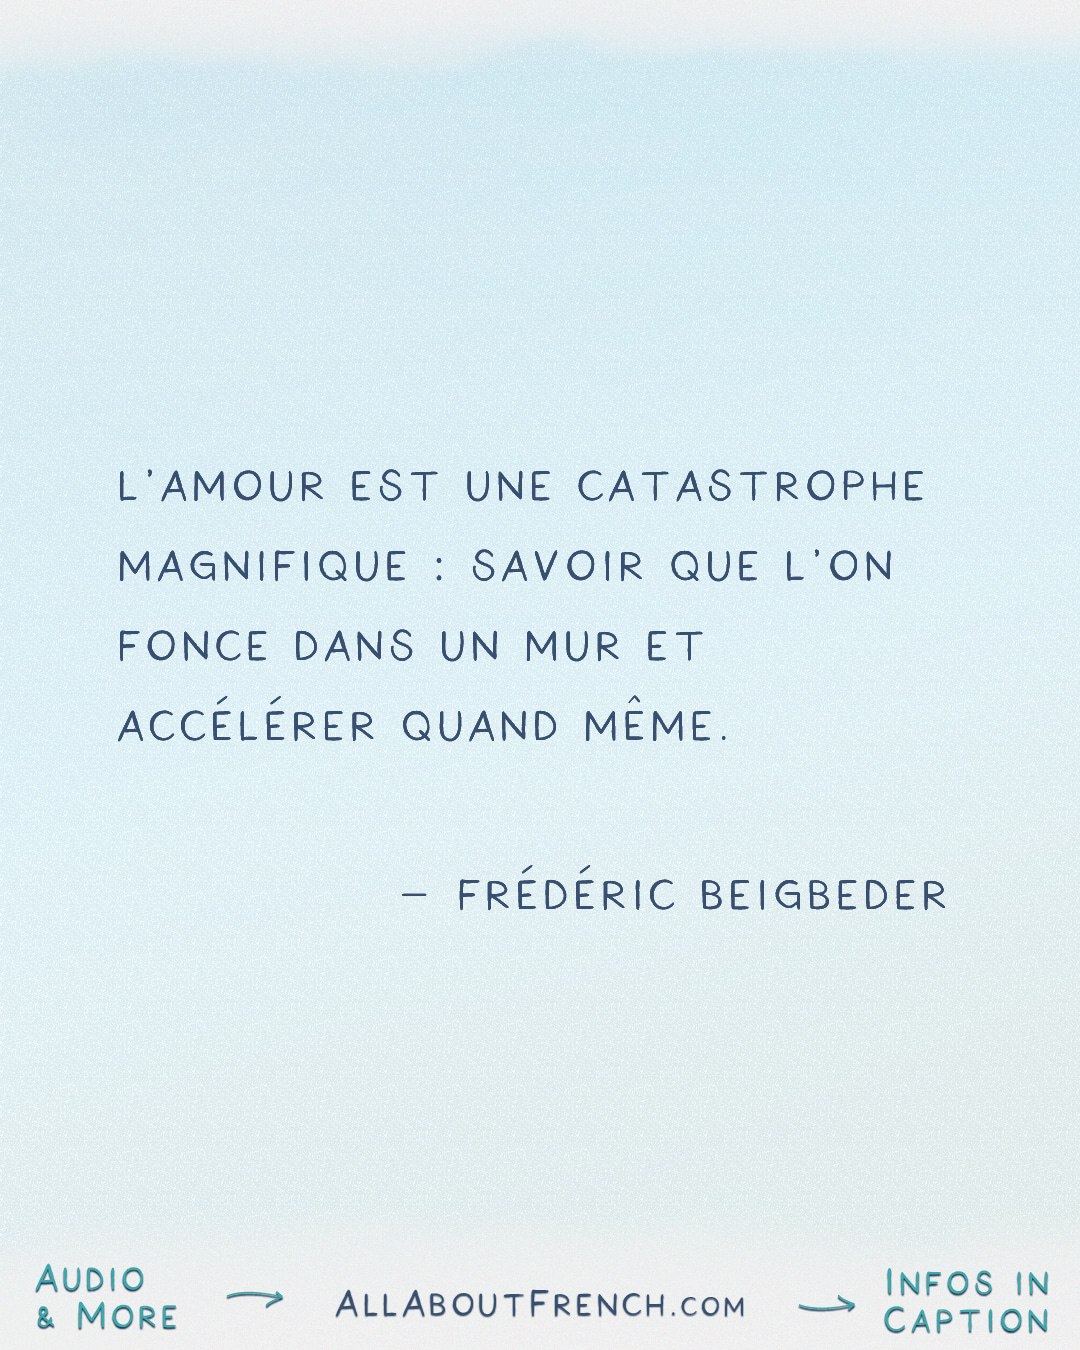 L'AMOUR EST UNE CATASTROPHE
MAGNIFIQUE : SAVOIR QUE L'ON
FONCE DANS UN MUR ET
ACCÉLÉRER QUAND MÊME.
– FRÉDÉRIC BEIGBEDER
AUDIO
& MORE
ALLABOUTFRENCH.COM
INFOS IN
CAPTION